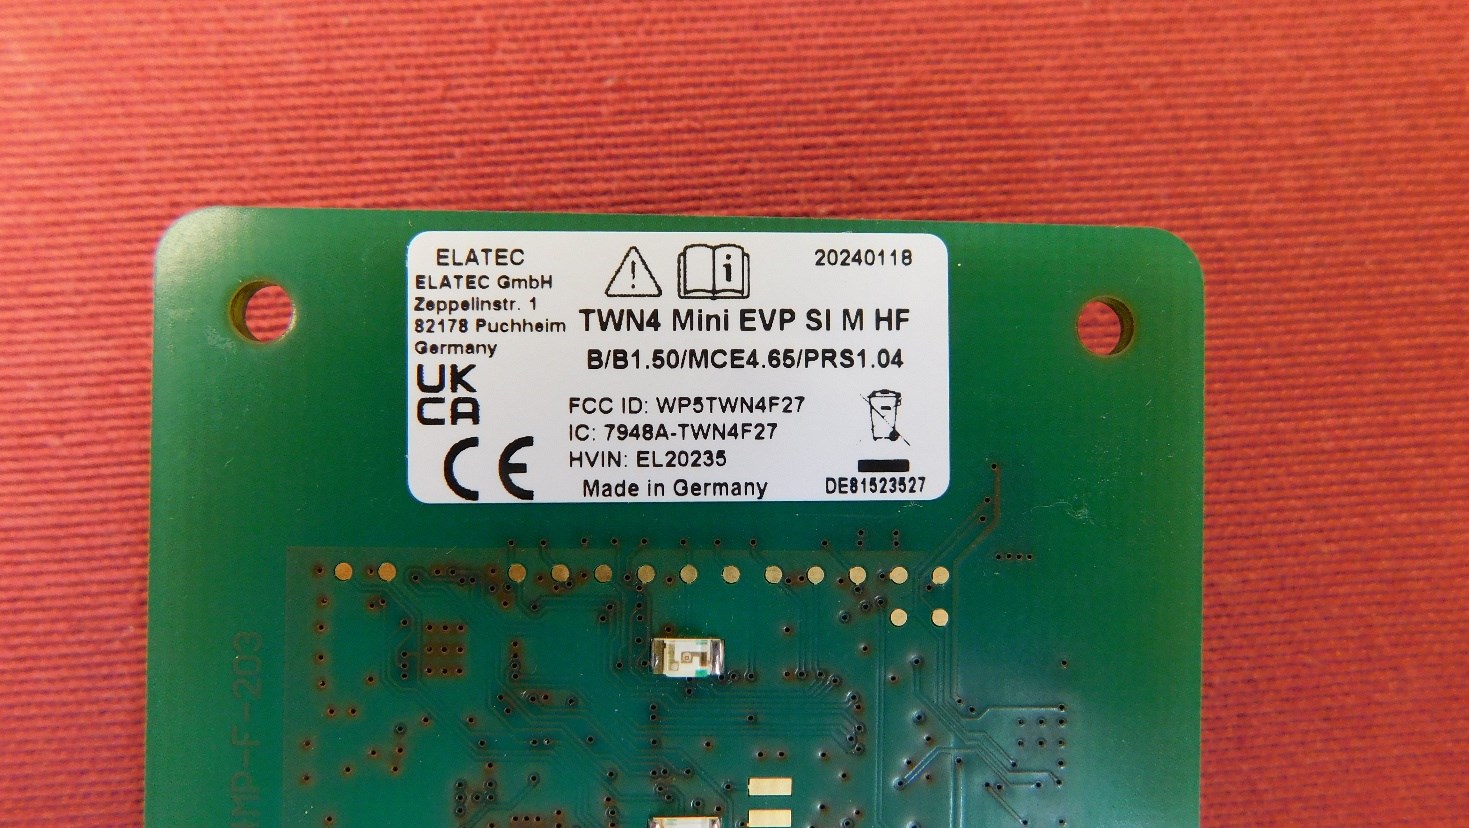 ELATEC
20240118
ELATEC GmbH
Zeppelinstr. 1
82178 Puchheim
Germany
TWN4 Mini EVP SI M HF
B/B1.50/MCE4.65/PRS1.04
UK
CA
CE
FCC ID: WP5TWN4F27
IC: 7948A-TWN4F27
HVIN: EL20235
Made in Germany
DE81523527